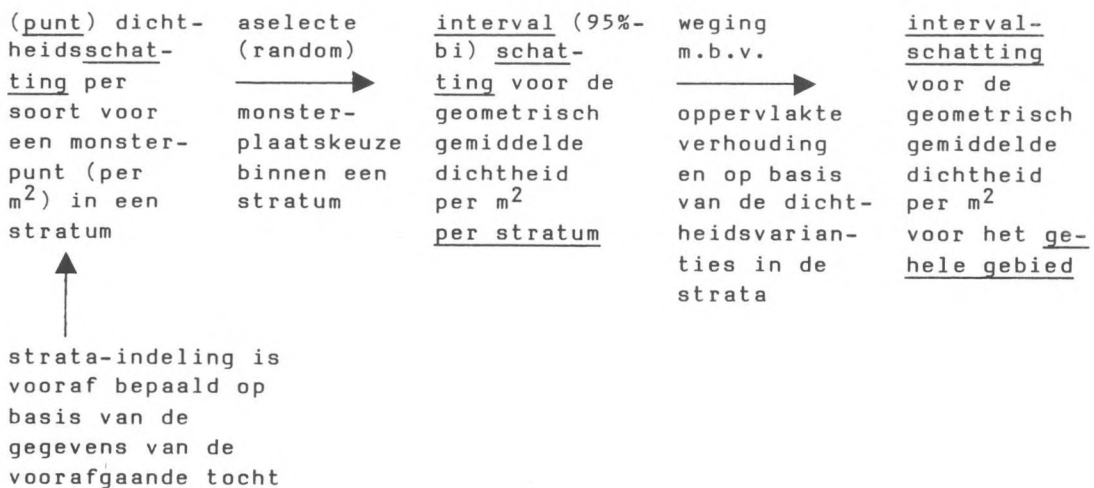 (punt) dicht-
heidsschat-
ting per
soort voor
een monster-
punt (per
m²) in een
stratum
aselecte
(random)
monster-
plaatskeuze
binnen een
stratum
interval (95%-
bi) schat-
ting voor de
geometrisch
gemiddelde
dichtheid
per m²
per stratum
weging
m.b.v.
oppervlakte
verhouding
en op basis
van de dicht-
heidsvarian-
ties in de
strata
interval-
schatting
voor de
geometrisch
gemiddelde
dichtheid
per m²
voor het ge-
hele gebied
strata-indeling is
vooraf bepaald op
basis van de
gegevens van de
voorafgaande tocht